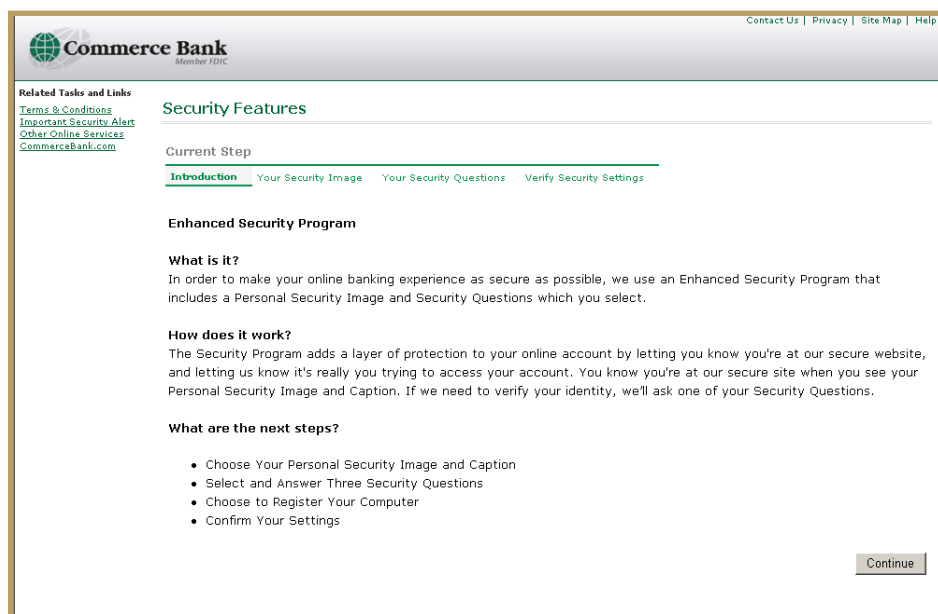 Contact Us | Privacy | Site Map | Help
Commerce Bank
Member FDIC
Related Tasks and Links
Terms & Conditions
Important Security Alert
Other Online Services
CommerceBank.com
Security Features
Current Step
Introduction Your Security Image Your Security Questions Verify Security Settings
Enhanced Security Program
What is it?
In order to make your online banking experience as secure as possible, we use an Enhanced Security Program that
includes a Personal Security Image and Security Questions which you select.
How does it work?
The Security Program adds a layer of protection to your online account by letting you know you're at our secure website,
and letting us know it's really you trying to access your account. You know you're at our secure site when you see your
Personal Security Image and Caption. If we need to verify your identity, we'll ask one of your Security Questions.
What are the next steps?
• Choose Your Personal Security Image and Caption
• Select and Answer Three Security Questions
• Choose to Register Your Computer
• Confirm Your Settings
Continue